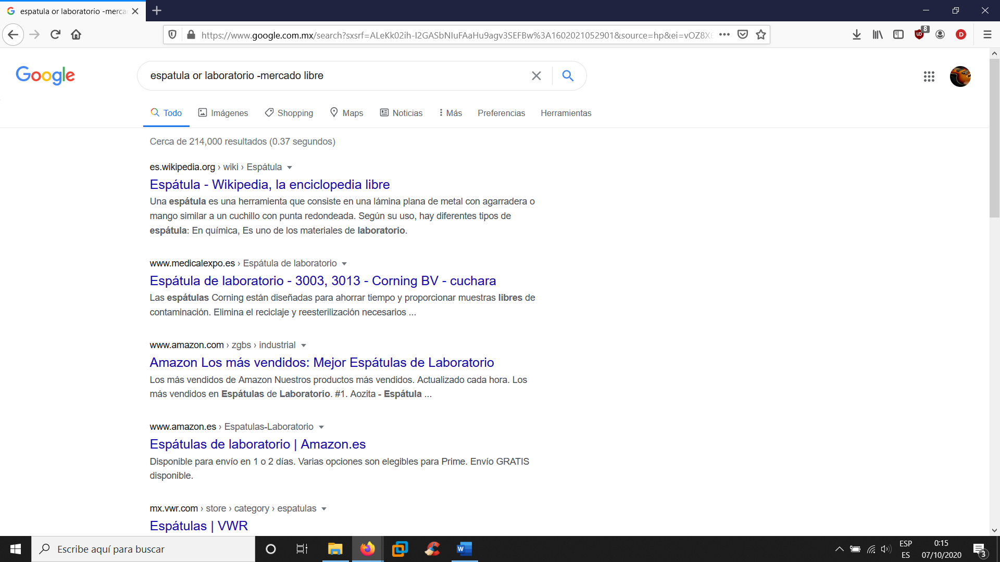 espatula or laboratorio -merca
https://www.google.com.mx/search?sxsrf=ALeKk02ih-I2GASbNIuFAaHu9agv3SEFBw%3A1602021052901&source=hp&ei=vOZ8X
8
D
Google
espatula or laboratorio -mercado libre
Todo Imágenes Shopping Maps Noticias Más Preferencias Herramientas
Cerca de 214,000 resultados (0.37 segundos)
es.wikipedia.org › wiki › Espátula
Espátula - Wikipedia, la enciclopedia libre
Una espátula es una herramienta que consiste en una lámina plana de metal con agarradera o
mango similar a un cuchillo con punta redondeada. Según su uso, hay diferentes tipos de
espátula: En química, Es uno de los materiales de laboratorio.
www.medicalexpo.es › Espátula de laboratorio
Espátula de laboratorio - 3003, 3013 - Corning BV - cuchara
Las espátulas Corning están diseñadas para ahorrar tiempo y proporcionar muestras libres de
contaminación. Elimina el reciclaje y reesterilización necesarios ...
www.amazon.com › zgbs › industrial
Amazon Los más vendidos: Mejor Espátulas de Laboratorio
Los más vendidos de Amazon Nuestros productos más vendidos. Actualizado cada hora. Los
más vendidos en Espátulas de Laboratorio. #1. Aozita - Espátula ...
www.amazon.es › Espatulas-Laboratorio
Espátulas de laboratorio | Amazon.es
Disponible para envío en 1 o 2 días. Varias opciones son elegibles para Prime. Envío GRATIS
disponible.
mx.vwr.com › store › category › espatulas
Espátulas | VWR
Escribe aquí para buscar
W
ESP
ES
0:15
07/10/2020
3